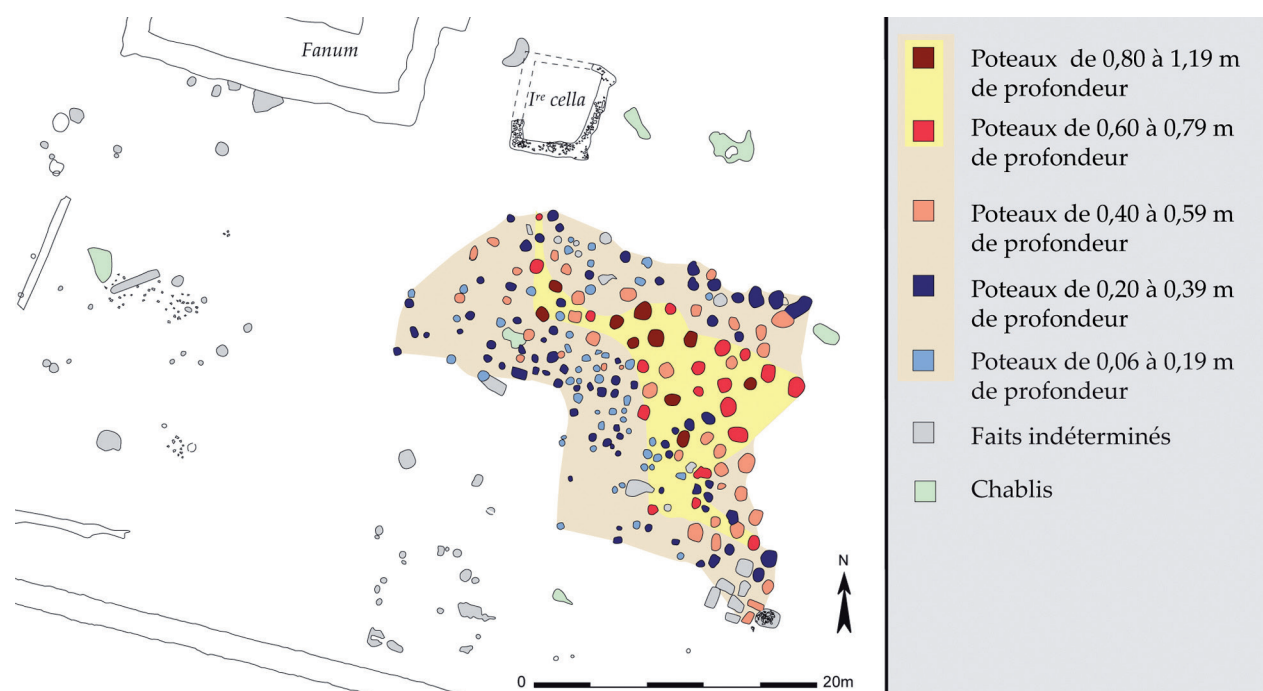 Fanum
Iʳᵉ cella
N
0
20m
Poteaux de 0,80 à 1,19 m
de profondeur
Poteaux de 0,60 à 0,79 m
de profondeur
Poteaux de 0,40 à 0,59 m
de profondeur
Poteaux de 0,20 à 0,39 m
de profondeur
Poteaux de 0,06 à 0,19 m
de profondeur
Faits indéterminés
Chablis